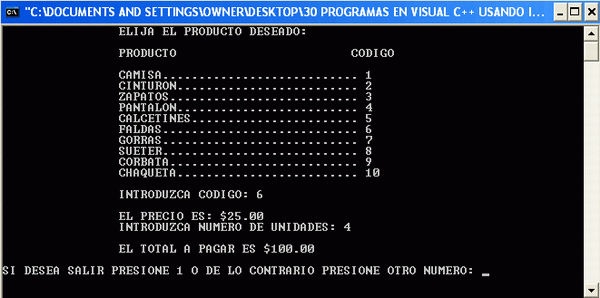 "C:\DOCUMENTS AND SETTINGS\OWNER\DESKTOP\30 PROGRAMAS EN VISUAL C++ USANDO I...
ELIJA EL PRODUCTO DESEADO:
PRODUCTO CODIGO
CAMISA........................... 1
CINTURON......................... 2
ZAPATOS.......................... 3
PANTALON......................... 4
CALCETINES....................... 5
FALDAS........................... 6
GORRAS........................... 7
SUETER........................... 8
CORBATA.......................... 9
CHAQUETA......................... 10
INTRODUZCA CODIGO: 6
EL PRECIO ES: $25.00
INTRODUZCA NUMERO DE UNIDADES: 4
EL TOTAL A PAGAR ES $100.00
SI DESEA SALIR PRESIONE 1 O DE LO CONTRARIO PRESIONE OTRO NUMERO: _